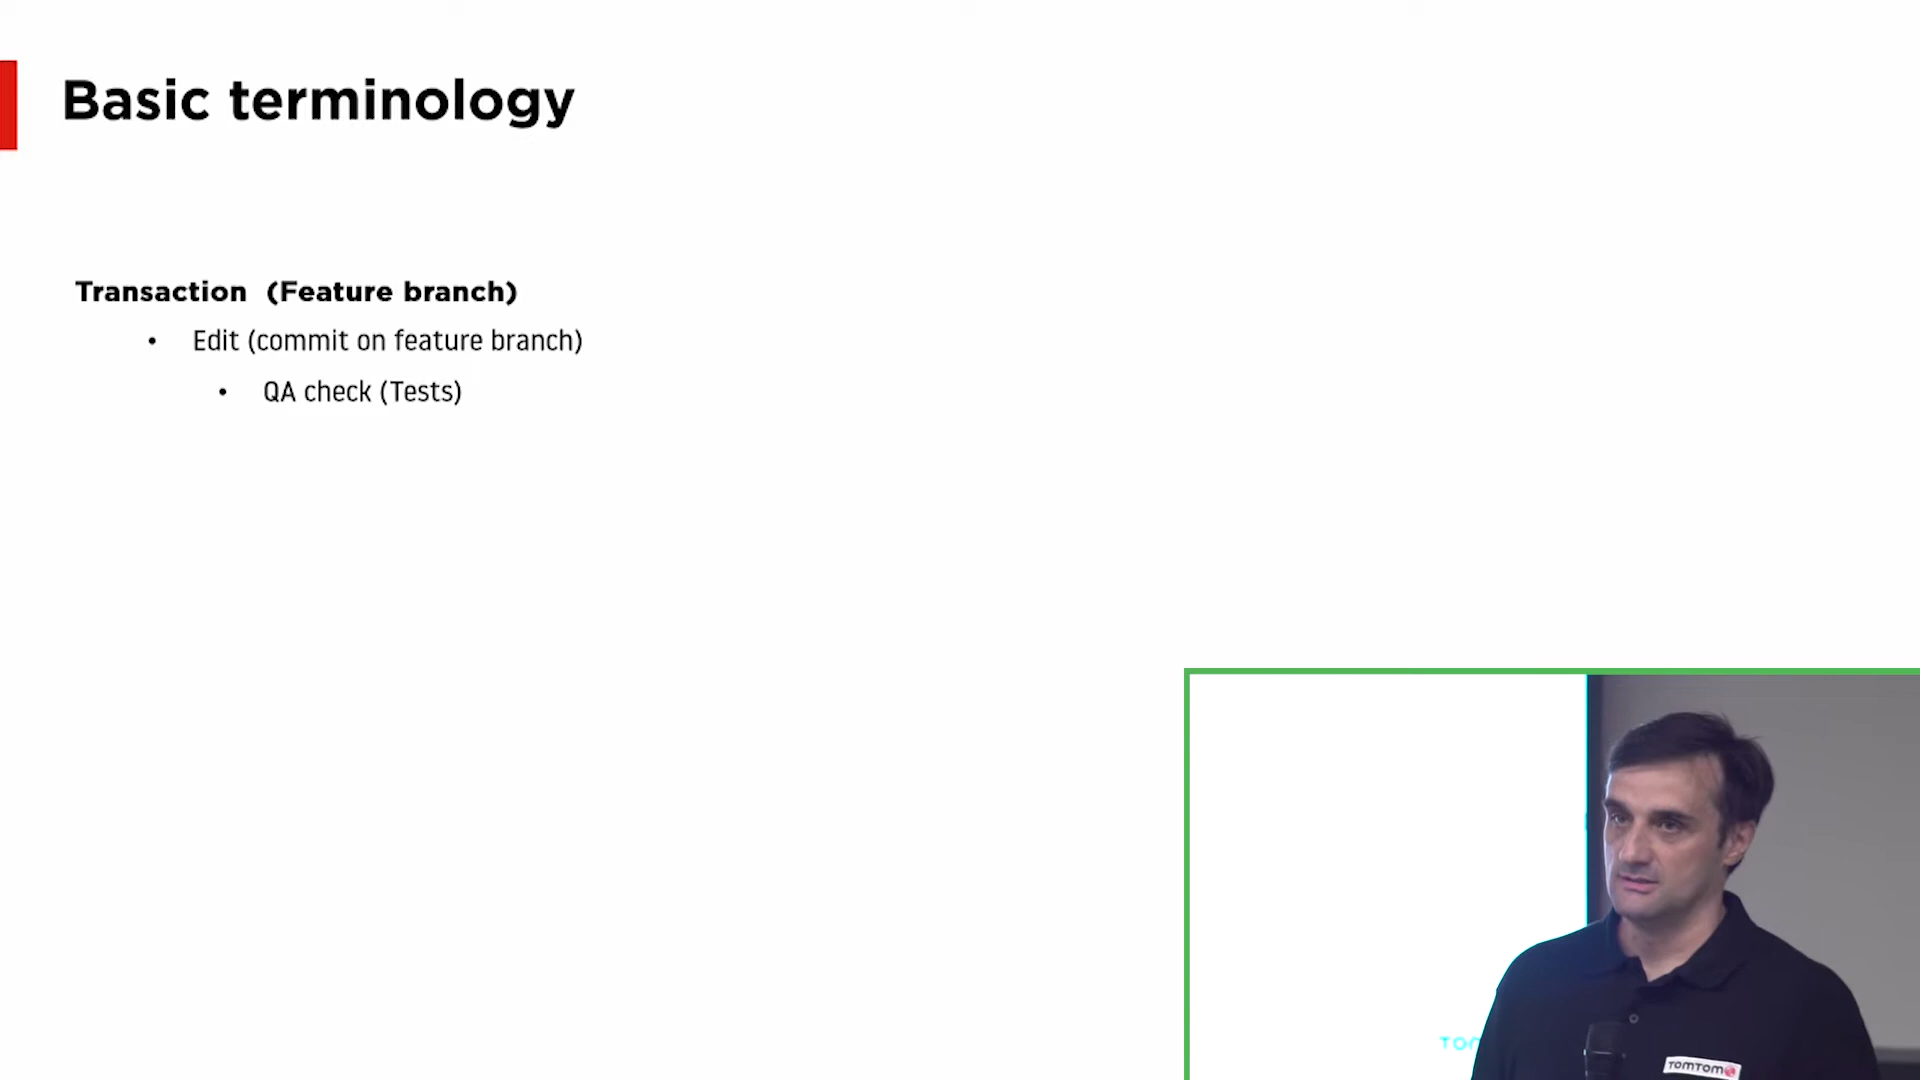 Basic terminology
Transaction (Feature branch)
• Edit (commit on feature branch)
• QA check (Tests)
TOMTOM